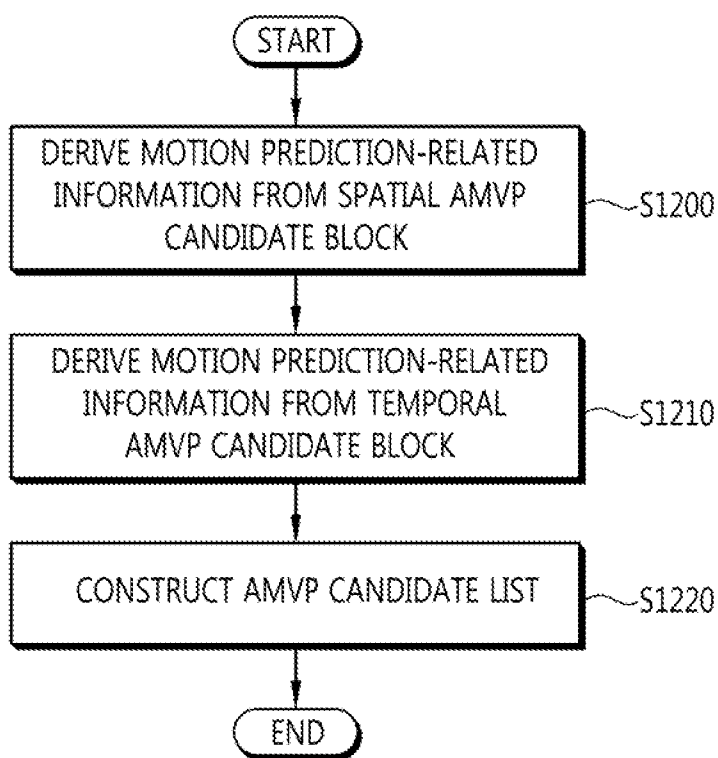 START
DERIVE MOTION PREDICTION-RELATED
INFORMATION FROM SPATIAL AMVP
CANDIDATE BLOCK
S1200
DERIVE MOTION PREDICTION-RELATED
INFORMATION FROM TEMPORAL
AMVP CANDIDATE BLOCK
S1210
CONSTRUCT AMVP CANDIDATE LIST
S1220
END